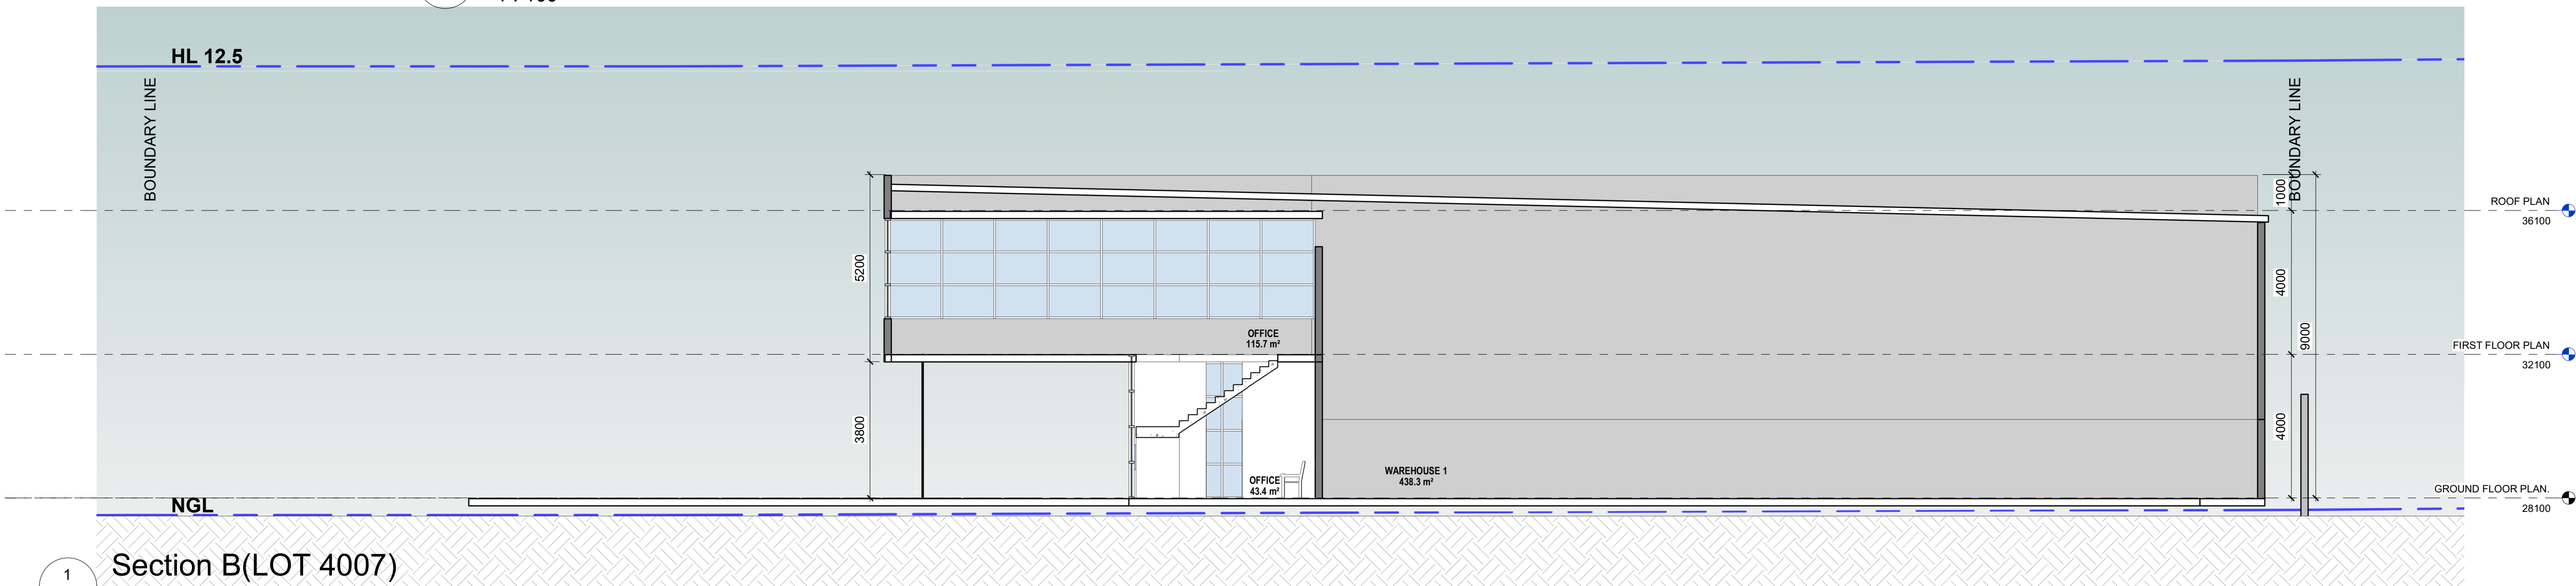 HL 12.5
BOUNDARY LINE
BOUNDARY LINE
1000
ROOF PLAN
36100
5200
4000
9000
OFFICE
115.7 m²
FIRST FLOOR PLAN
32100
3800
4000
WAREHOUSE 1
438.3 m²
OFFICE
43.4 m²
GROUND FLOOR PLAN.
28100
NGL
1
Section B(LOT 4007)